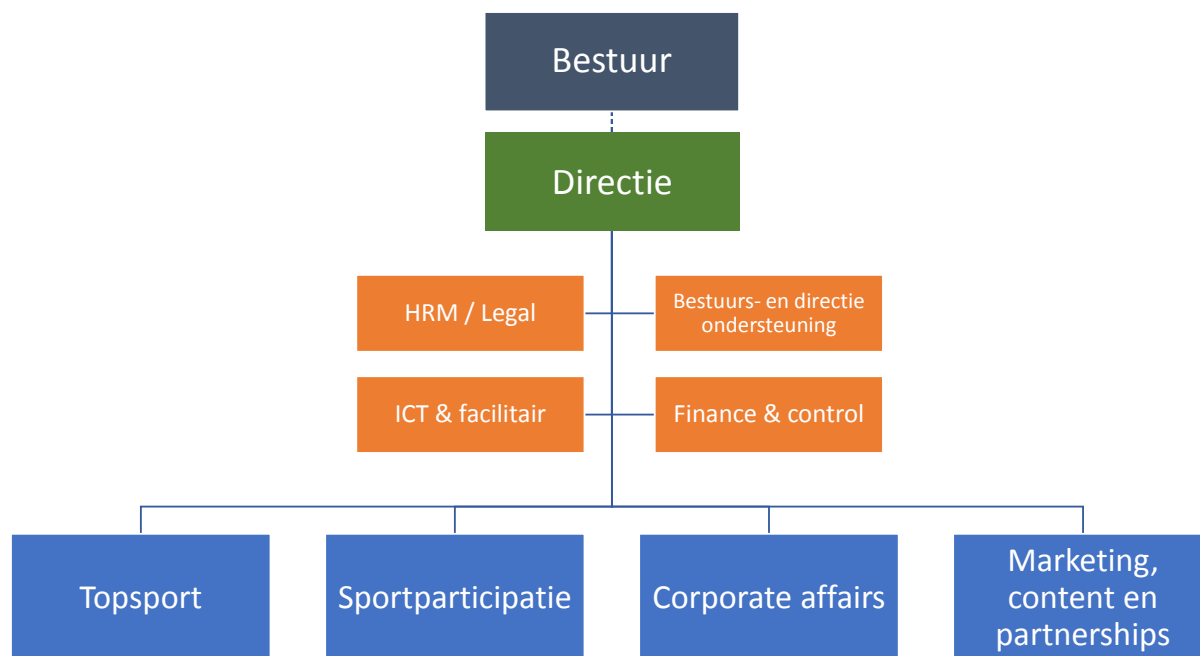 Bestuur
Directie
HRM / Legal
Bestuurs- en directie
ondersteuning
ICT & facilitair
Finance & control
Topsport
Sportparticipatie
Corporate affairs
Marketing,
content en
partnerships